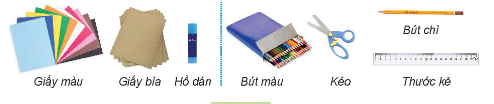 Bút chì
Giấy màu Giấy bìa Hồ dán Bút màu Kéo Thước kẻ